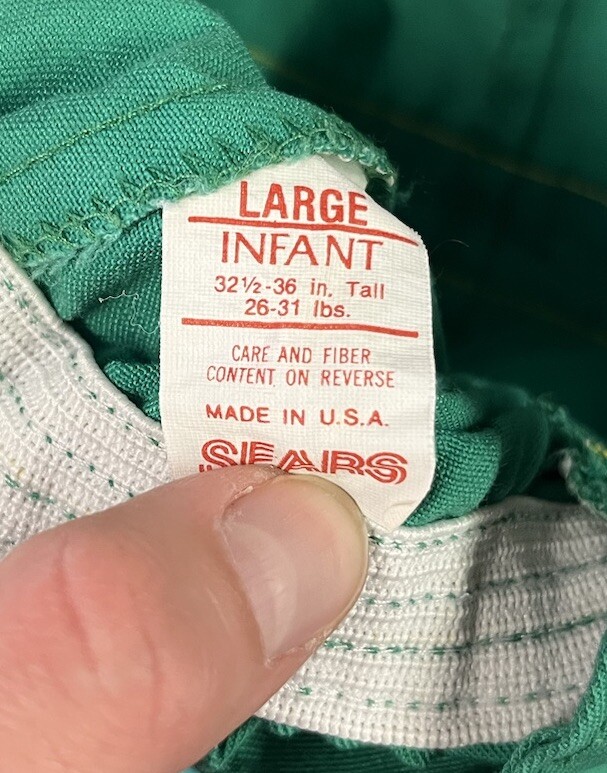 LARGE
INFANT
32½-36 in. Tall
26-31 lbs.
CARE AND FIBER
CONTENT ON REVERSE
MADE IN U.S.A.
SEARS